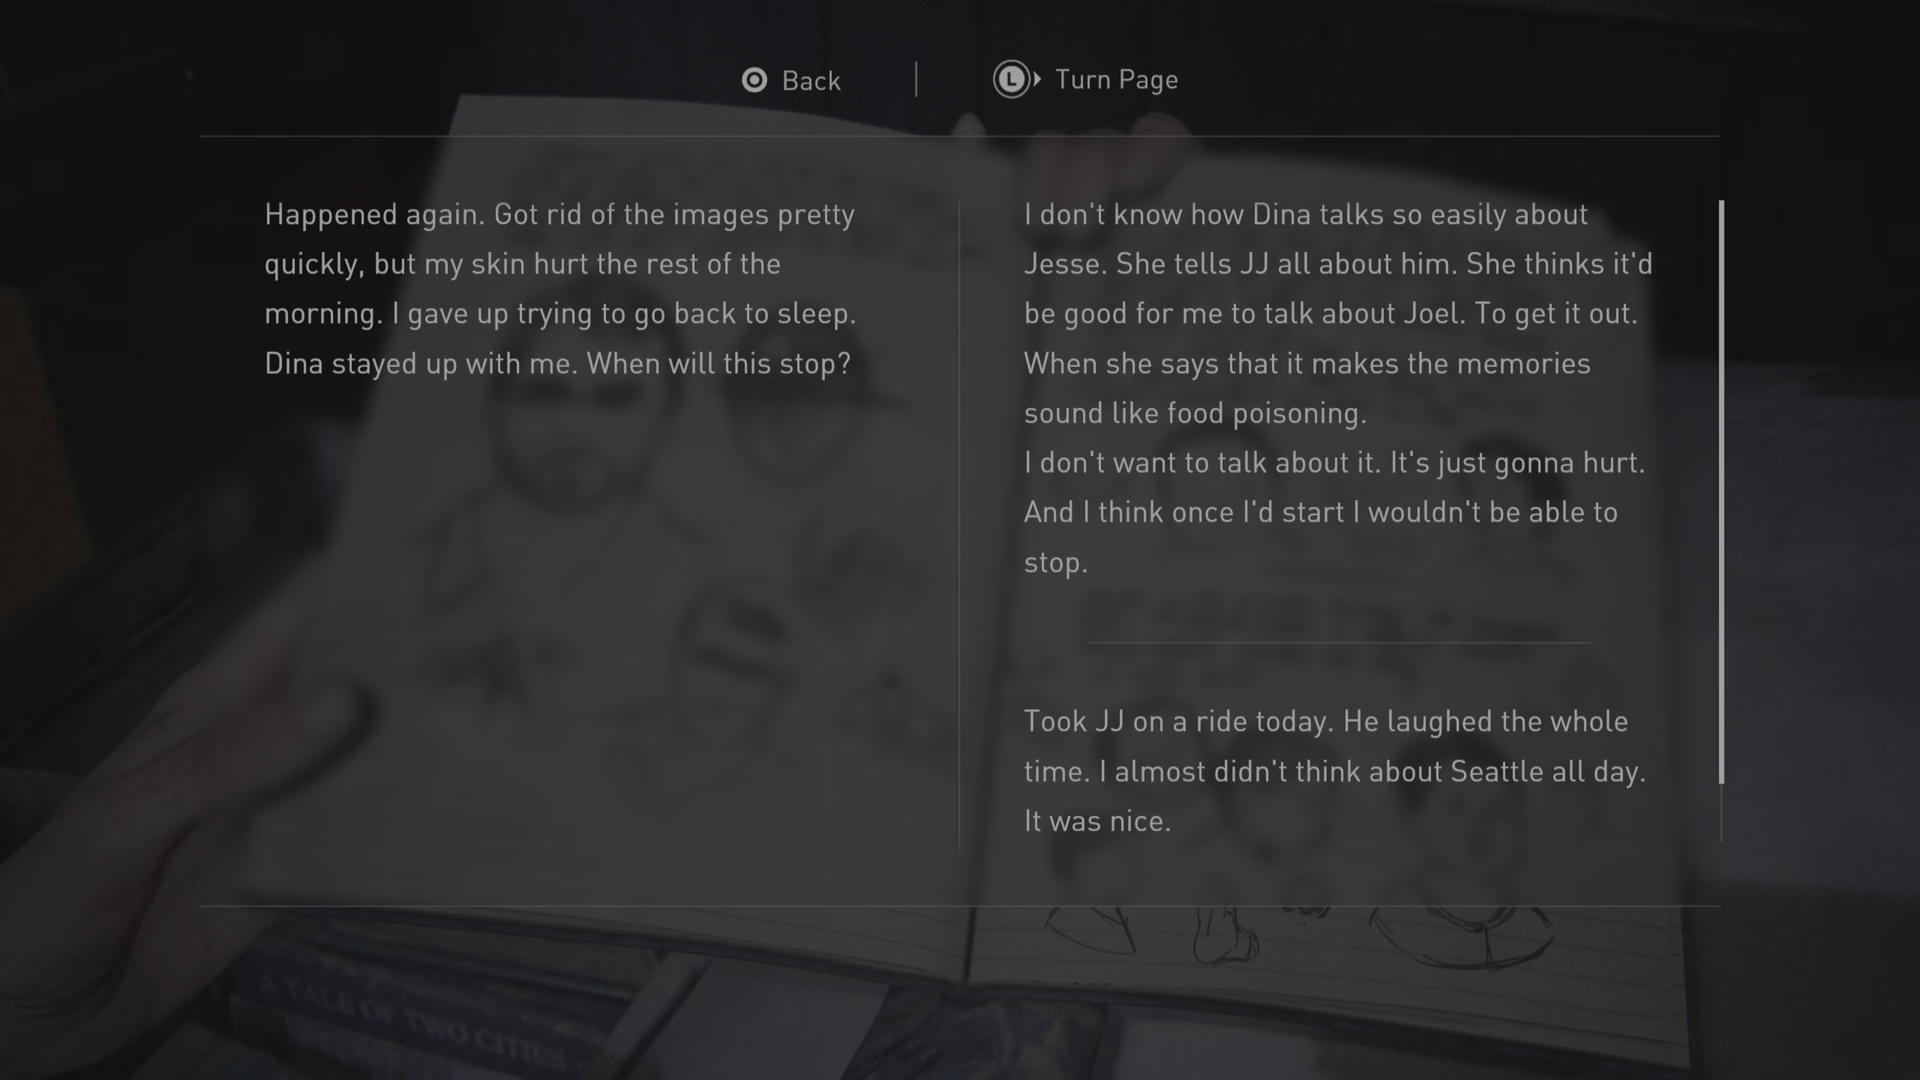 Back
L
Turn Page
Happened again. Got rid of the images pretty
quickly, but my skin hurt the rest of the
morning. I gave up trying to go back to sleep.
Dina stayed up with me. When will this stop?
I don't know how Dina talks so easily about
Jesse. She tells JJ all about him. She thinks it'd
be good for me to talk about Joel. To get it out.
When she says that it makes the memories
sound like food poisoning.
I don't want to talk about it. It's just gonna hurt.
And I think once I'd start I wouldn't be able to
stop.
Took JJ on a ride today. He laughed the whole
time. I almost didn't think about Seattle all day.
It was nice.
A TALE OF TWO CITIES